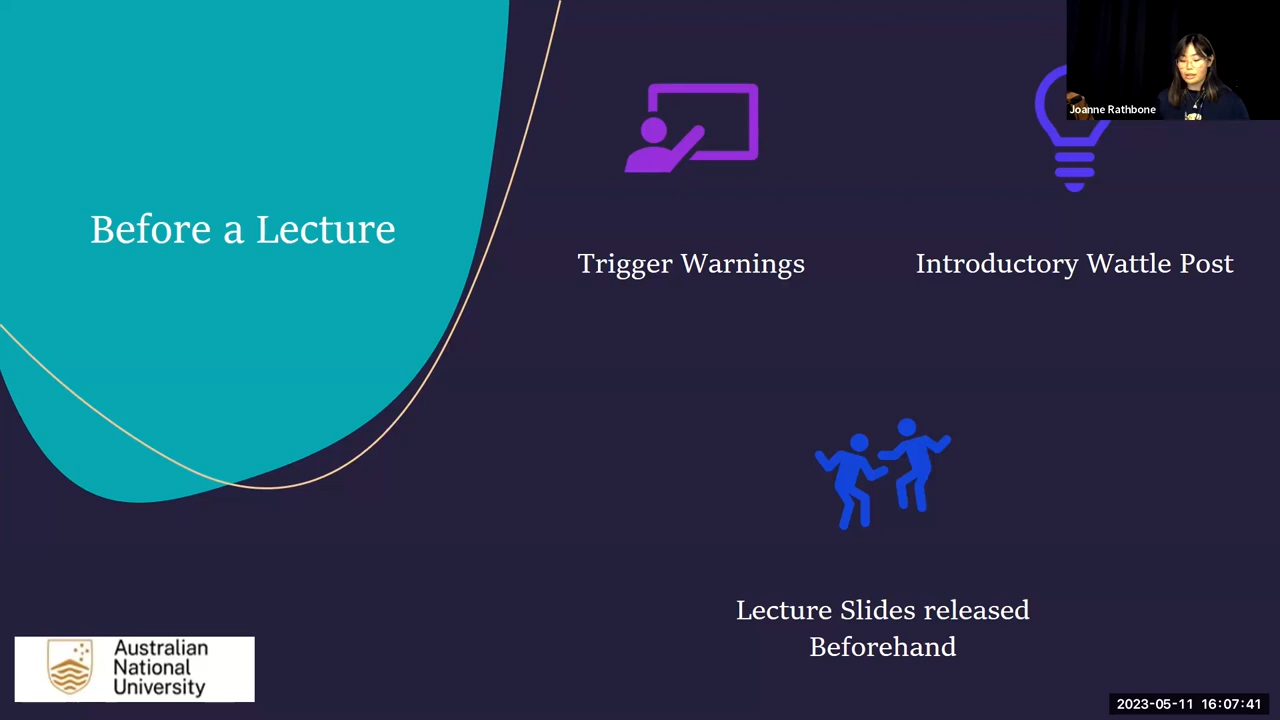 Before a Lecture
Trigger Warnings
Introductory Wattle Post
Lecture Slides released
Beforehand
Joanne Rathbone
Australian
National
University
2023-05-11 16:07:41